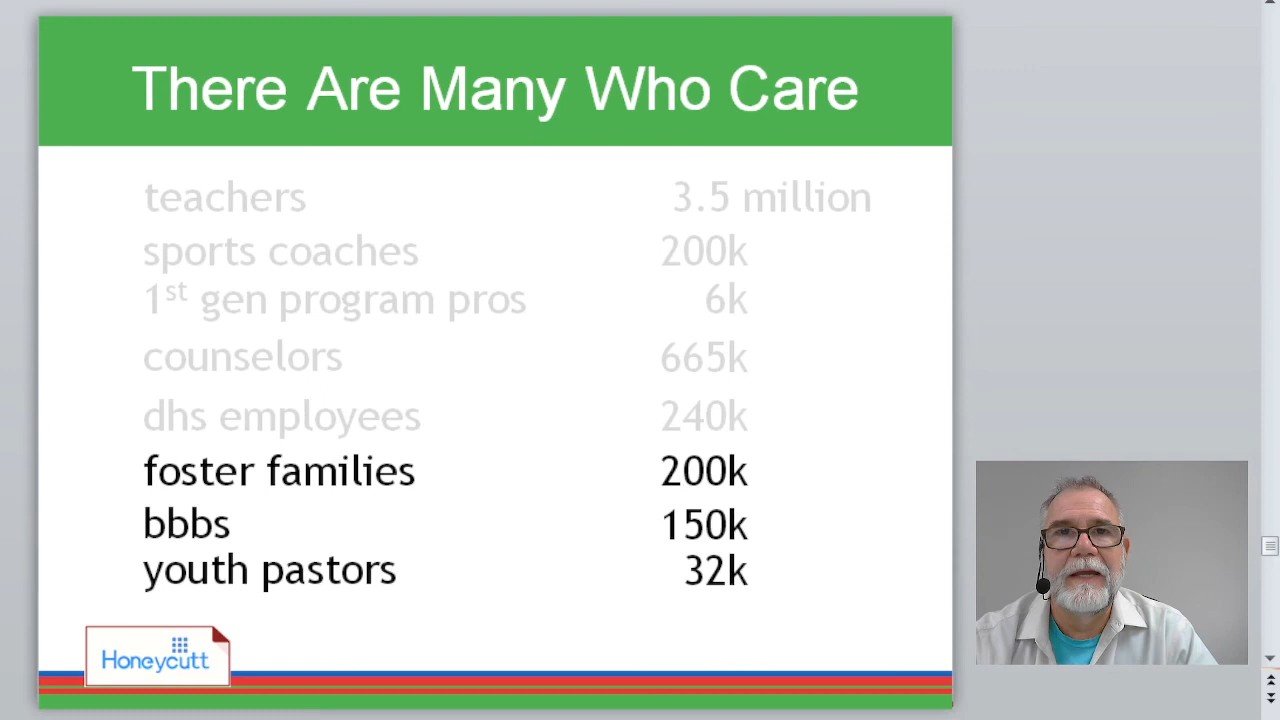 There Are Many Who Care
teachers 3.5 million
sports coaches 200k
1st gen program pros 6k
counselors 665k
dhs employees 240k
foster families 200k
bbbs 150k
youth pastors 32k
Honeycutt